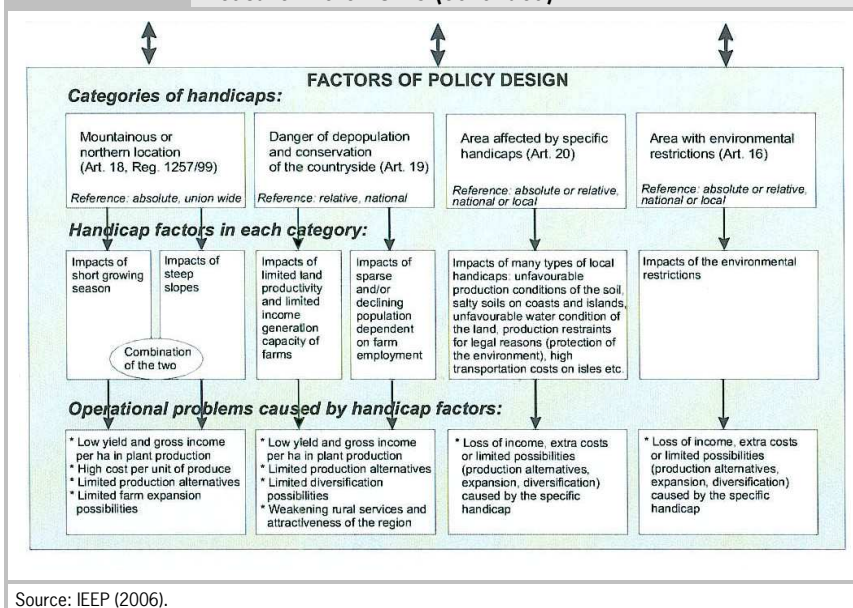 FACTORS OF POLICY DESIGN
Categories of handicaps:
Mountainous or
northern location
(Art. 18, Reg. 1257/99)
Reference: absolute, union wide
Danger of depopulation
and conservation
of the countryside (Art. 19)
Reference: relative, national
Area affected by specific
handicaps (Art. 20)
Reference: absolute or relative,
national or local
Area with environmental
restrictions (Art. 16)
Reference: absolute or relative,
national or local
Handicap factors in each category:
Impacts of
short growing
season
Impacts of
steep
slopes
Combination
of the two
Impacts of
limited land
productivity
and limited
income
generation
capacity of
farms
Impacts of
sparse
and/or
declining
population
dependent
on farm
employment
Impacts of many types of local
handicaps: unfavourable
production conditions of the soil,
salty soils on coasts and islands,
unfavourable water condition of
the land, production restraints
for legal reasons (protection of
the environment), high
transportation costs on isles etc.
Impacts of the environmental
restrictions
Operational problems caused by handicap factors:
* Low yield and gross income
per ha in plant production
* High cost per unit of produce
* Limited production alternatives
* Limited farm expansion
possibilities
* Low yield and gross income
per ha in plant production
* Limited production alternatives
* Limited diversification
possibilities
* Weakening rural services and
attractiveness of the region
* Loss of income, extra costs
or limited possibilities
(production alternatives,
expansion, diversification)
caused by the specific
handicap
* Loss of income, extra costs
or limited possibilities
(production alternatives,
expansion, diversification)
caused by the specific
handicap
Source: IEEP (2006).